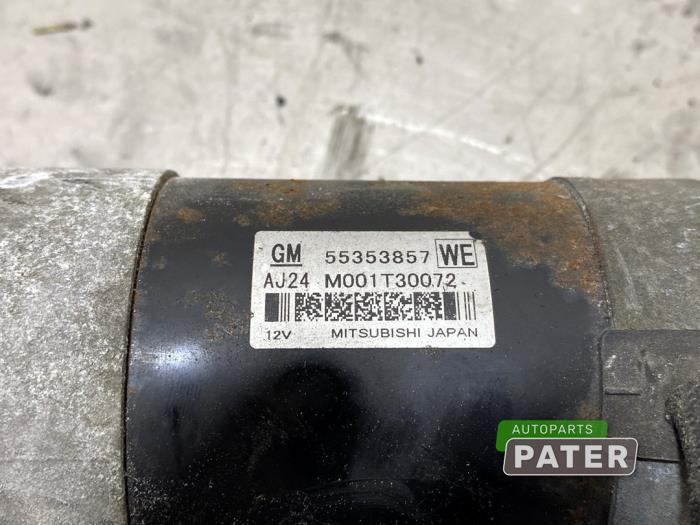 GM 55353857 WE
AJ24 M001T30072
12V MITSUBISHI JAPAN
AUTOPARTS
PATER